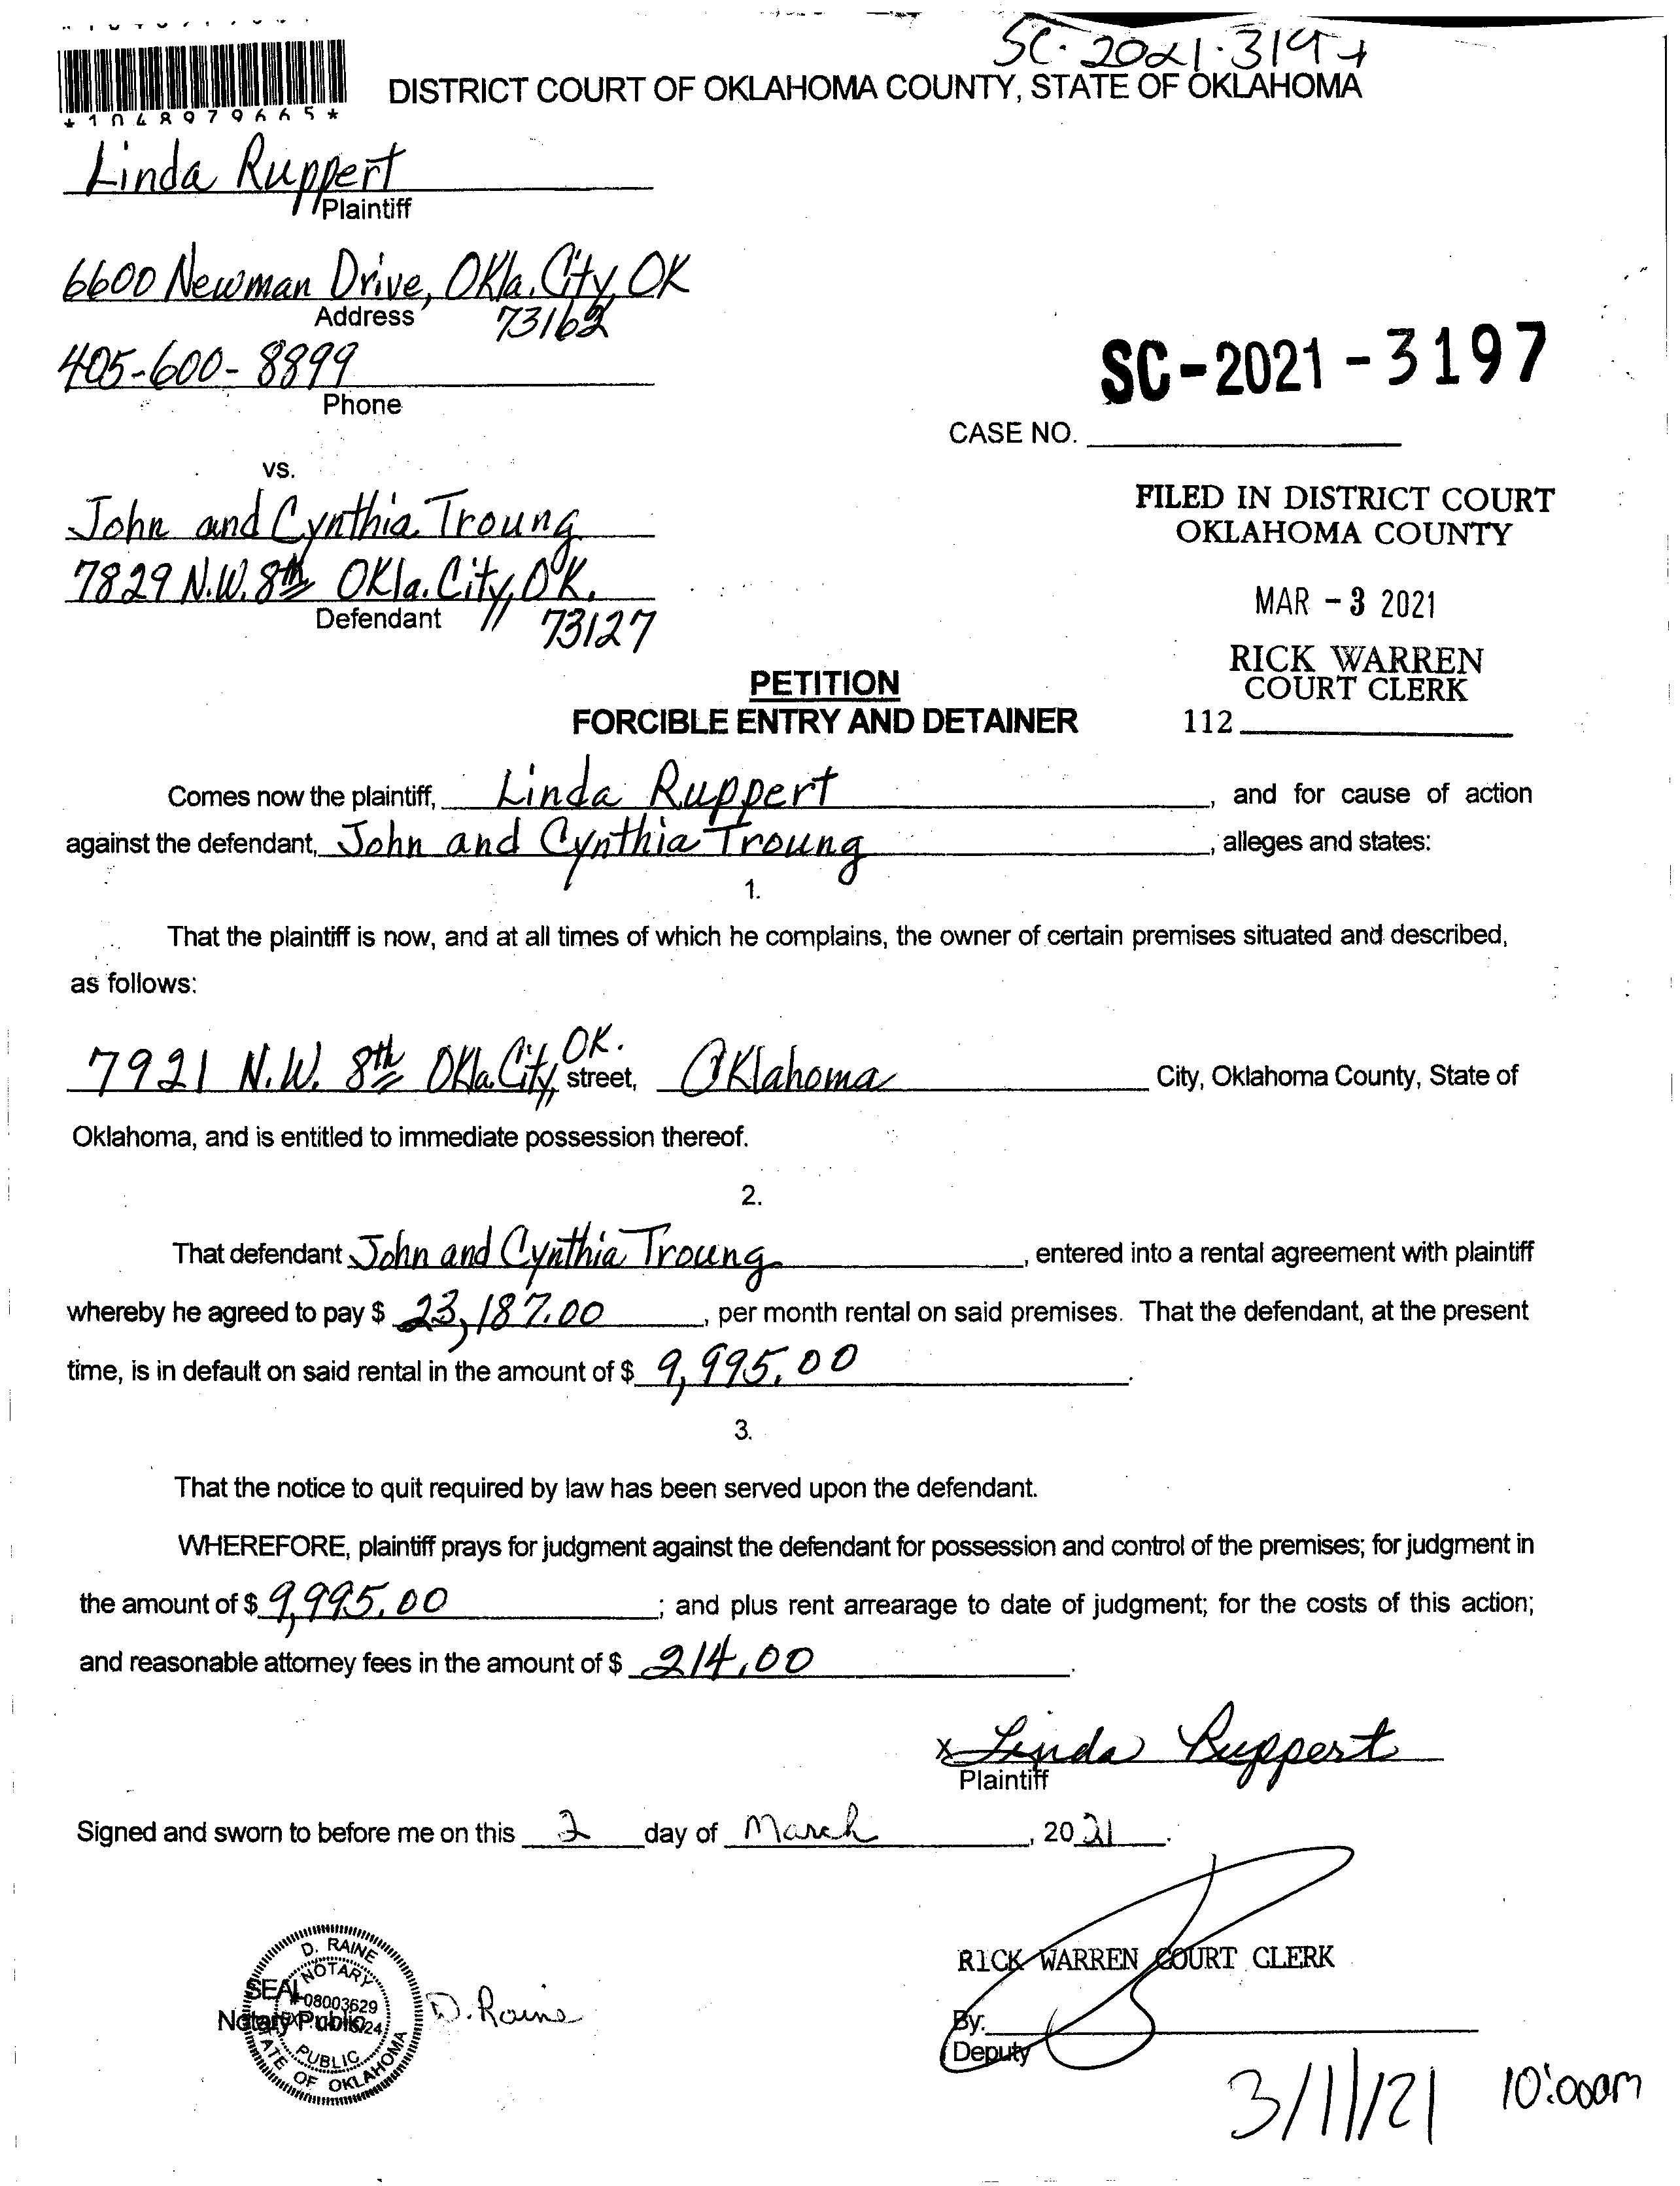 SC-2021-3197
*1048979665*
DISTRICT COURT OF OKLAHOMA COUNTY, STATE OF OKLAHOMA
Linda Ruppert
Plaintiff
6600 Newman Drive, Okla. City, OK
Address 73162
405-600-8899
Phone
SC-2021-3197
CASE NO.
vs.
John and Cynthia Troung
7829 N.W. 8th Okla. City, OK.
Defendant 73127
FILED IN DISTRICT COURT
OKLAHOMA COUNTY
MAR -3 2021
RICK WARREN
COURT CLERK
112
PETITION
FORCIBLE ENTRY AND DETAINER
Comes now the plaintiff, Linda Ruppert, and for cause of action
against the defendant, John and Cynthia Troung, alleges and states:
1.
That the plaintiff is now, and at all times of which he complains, the owner of certain premises situated and described,
as follows:
7921 N.W. 8th Okla. City, OK. street, Oklahoma City, Oklahoma County, State of
Oklahoma, and is entitled to immediate possession thereof.
2.
That defendant John and Cynthia Troung, entered into a rental agreement with plaintiff
whereby he agreed to pay $ 23,187.00, per month rental on said premises. That the defendant, at the present
time, is in default on said rental in the amount of $ 9,995.00.
3.
That the notice to quit required by law has been served upon the defendant.
WHEREFORE, plaintiff prays for judgment against the defendant for possession and control of the premises; for judgment in
the amount of $ 9,995.00; and plus rent arrearage to date of judgment; for the costs of this action;
and reasonable attorney fees in the amount of $ 214.00.
x Linda Ruppert
Plaintiff
Signed and sworn to before me on this 2 day of March, 2021.
D. RAINE
NOTARY
SEAL
# 08003629
Notary Public
PUBLIC
STATE OF OKLAHOMA
D. Raine
RICK WARREN COURT CLERK
By:
Deputy
3/11/21 10:00am